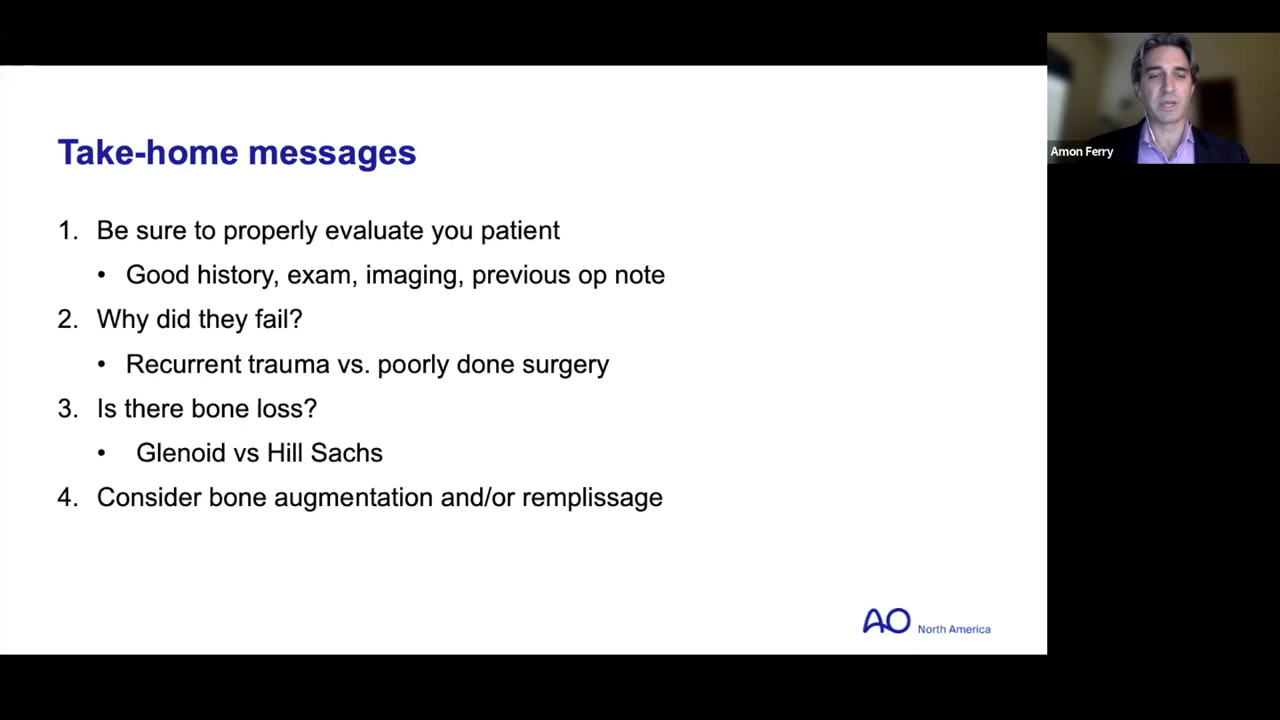 Take-home messages
1. Be sure to properly evaluate you patient
• Good history, exam, imaging, previous op note
2. Why did they fail?
• Recurrent trauma vs. poorly done surgery
3. Is there bone loss?
• Glenoid vs Hill Sachs
4. Consider bone augmentation and/or remplissage
AO North America
Amon Ferry